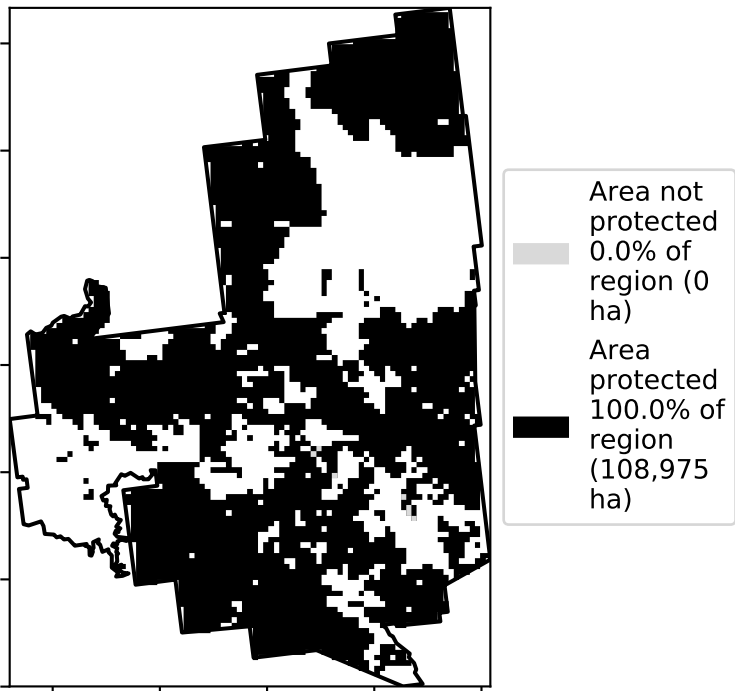 Area not
protected
0.0% of
region (0
ha)
Area
protected
100.0% of
region
(108,975
ha)